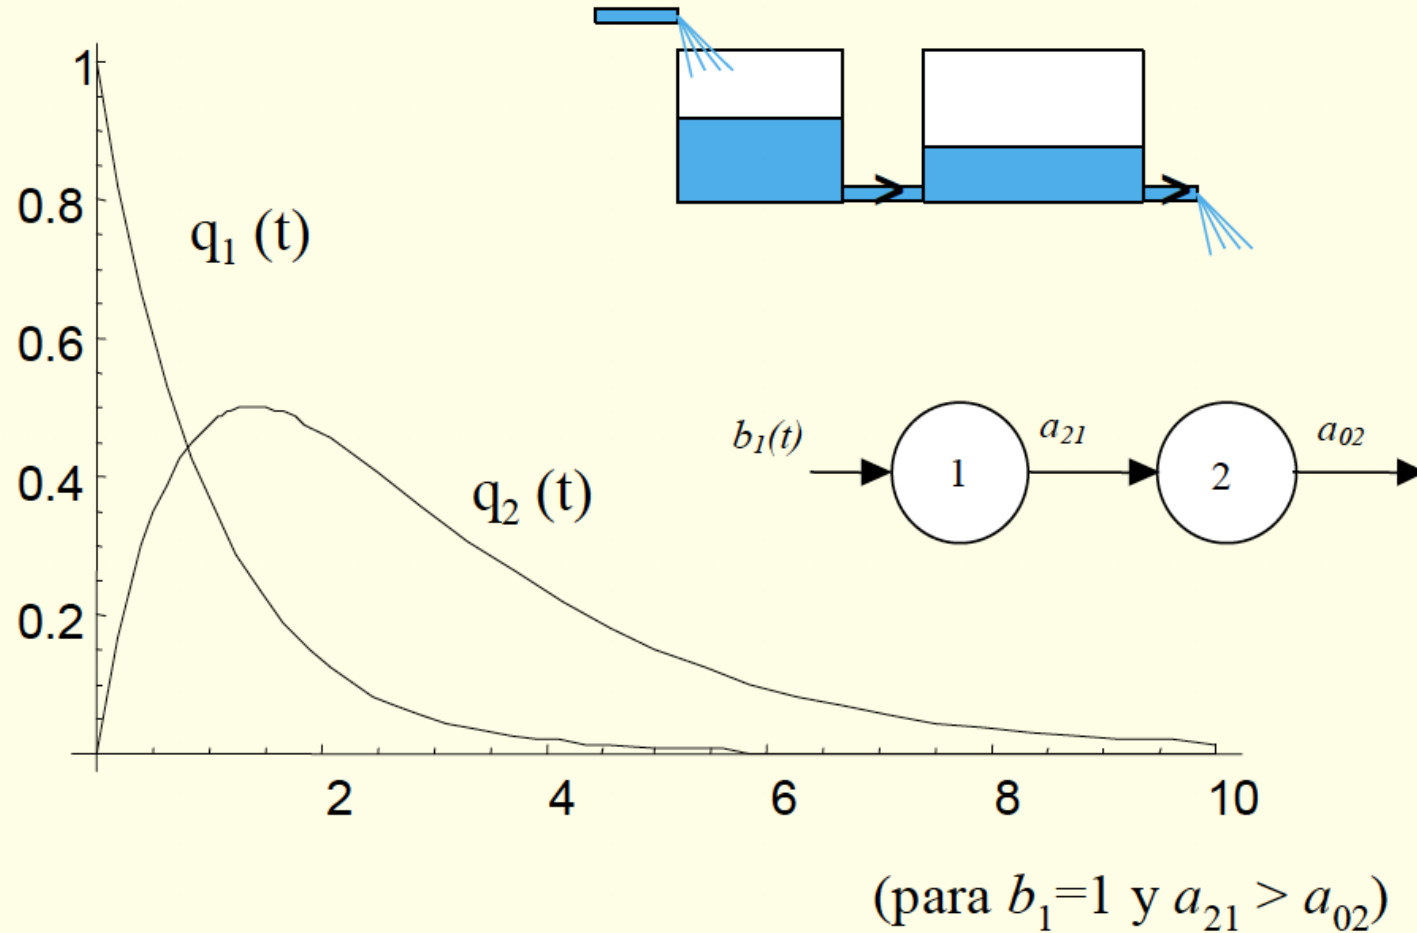 1
0.8
0.6
0.4
0.2
q₁ (t)
q₂ (t)
b₁(t)
1
a₂₁
2
a₀₂
2
4
6
8
10
(para b₁=1 y a₂₁ > a₀₂)